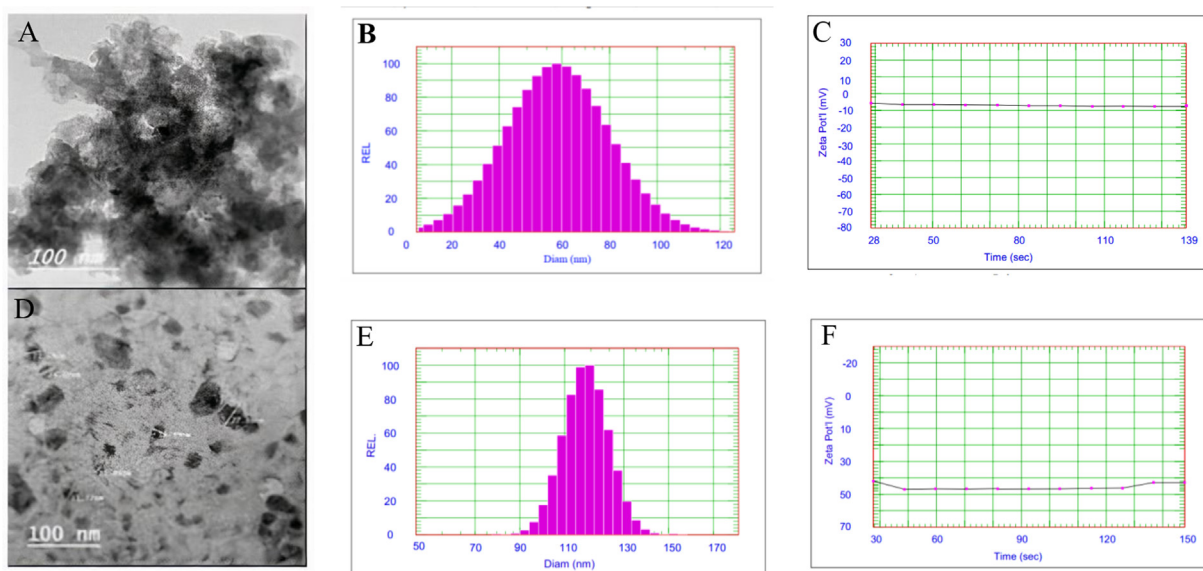 A
100 nm
B
REL
100
80
60
40
20
0
0 20 40 60 80 100 120
Diam (nm)
C
Zeta Pot'l (mV)
30
20
10
0
-10
-20
-30
-40
-50
-60
-70
-80
28 50 80 110 139
Time (sec)
D
100 nm
E
REL.
100
80
60
40
20
0
50 70 90 110 130 150 170
Diam (nm)
F
Zeta Pot'l (mV)
-20
0
10
30
50
70
30 60 90 120 150
Time (sec)